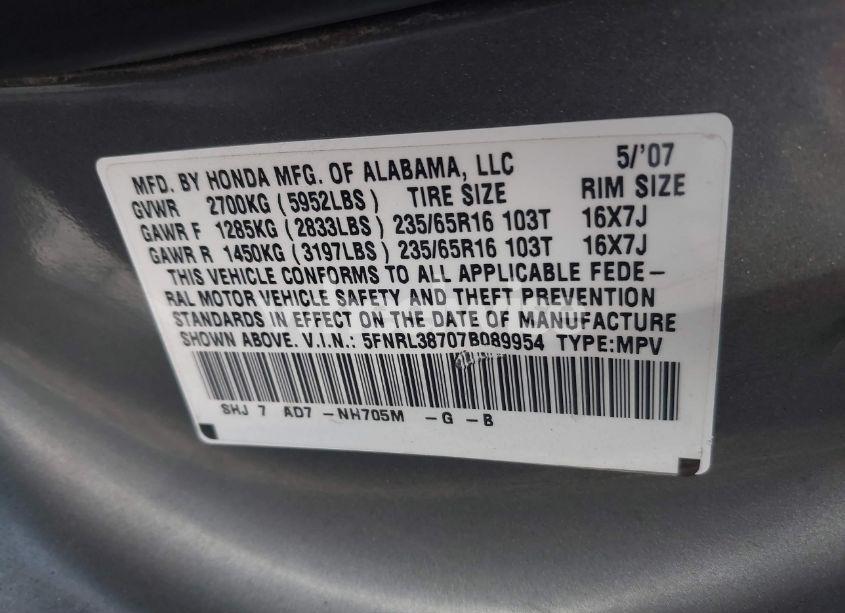 MFD. BY HONDA MFG. OF ALABAMA, LLC 5/'07
GVWR 2700KG (5952LBS) TIRE SIZE RIM SIZE
GAWR F 1285KG (2833LBS) 235/65R16 103T 16X7J
GAWR R 1450KG (3197LBS) 235/65R16 103T 16X7J
THIS VEHICLE CONFORMS TO ALL APPLICABLE FEDE-
RAL MOTOR VEHICLE SAFETY AND THEFT PREVENTION
STANDARDS IN EFFECT ON THE DATE OF MANUFACTURE
SHOWN ABOVE. V.I.N.: 5FNRL38707B089954 TYPE:MPV
SHJ 7 AD7 -NH705M -G -B